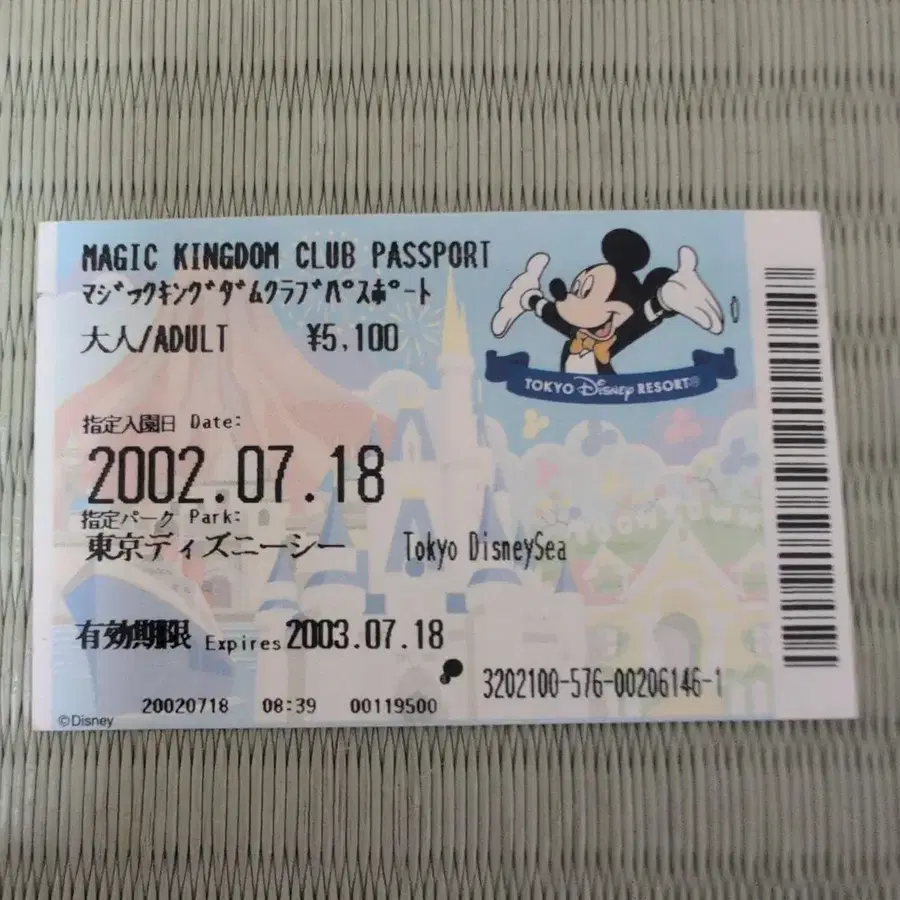 MAGIC KINGDOM CLUB PASSPORT
マジックキングダムクラブパスポート
大人/ADULT ¥5,100
TOKYO Disney RESORT®
指定入園日 Date:
2002.07.18
指定パーク Park:
東京ディズニーシー Tokyo DisneySea
TOONTOWN
有効期限 Expires 2003.07.18
3202100-576-00206146-1
20020718 08:39 00119500
©Disney